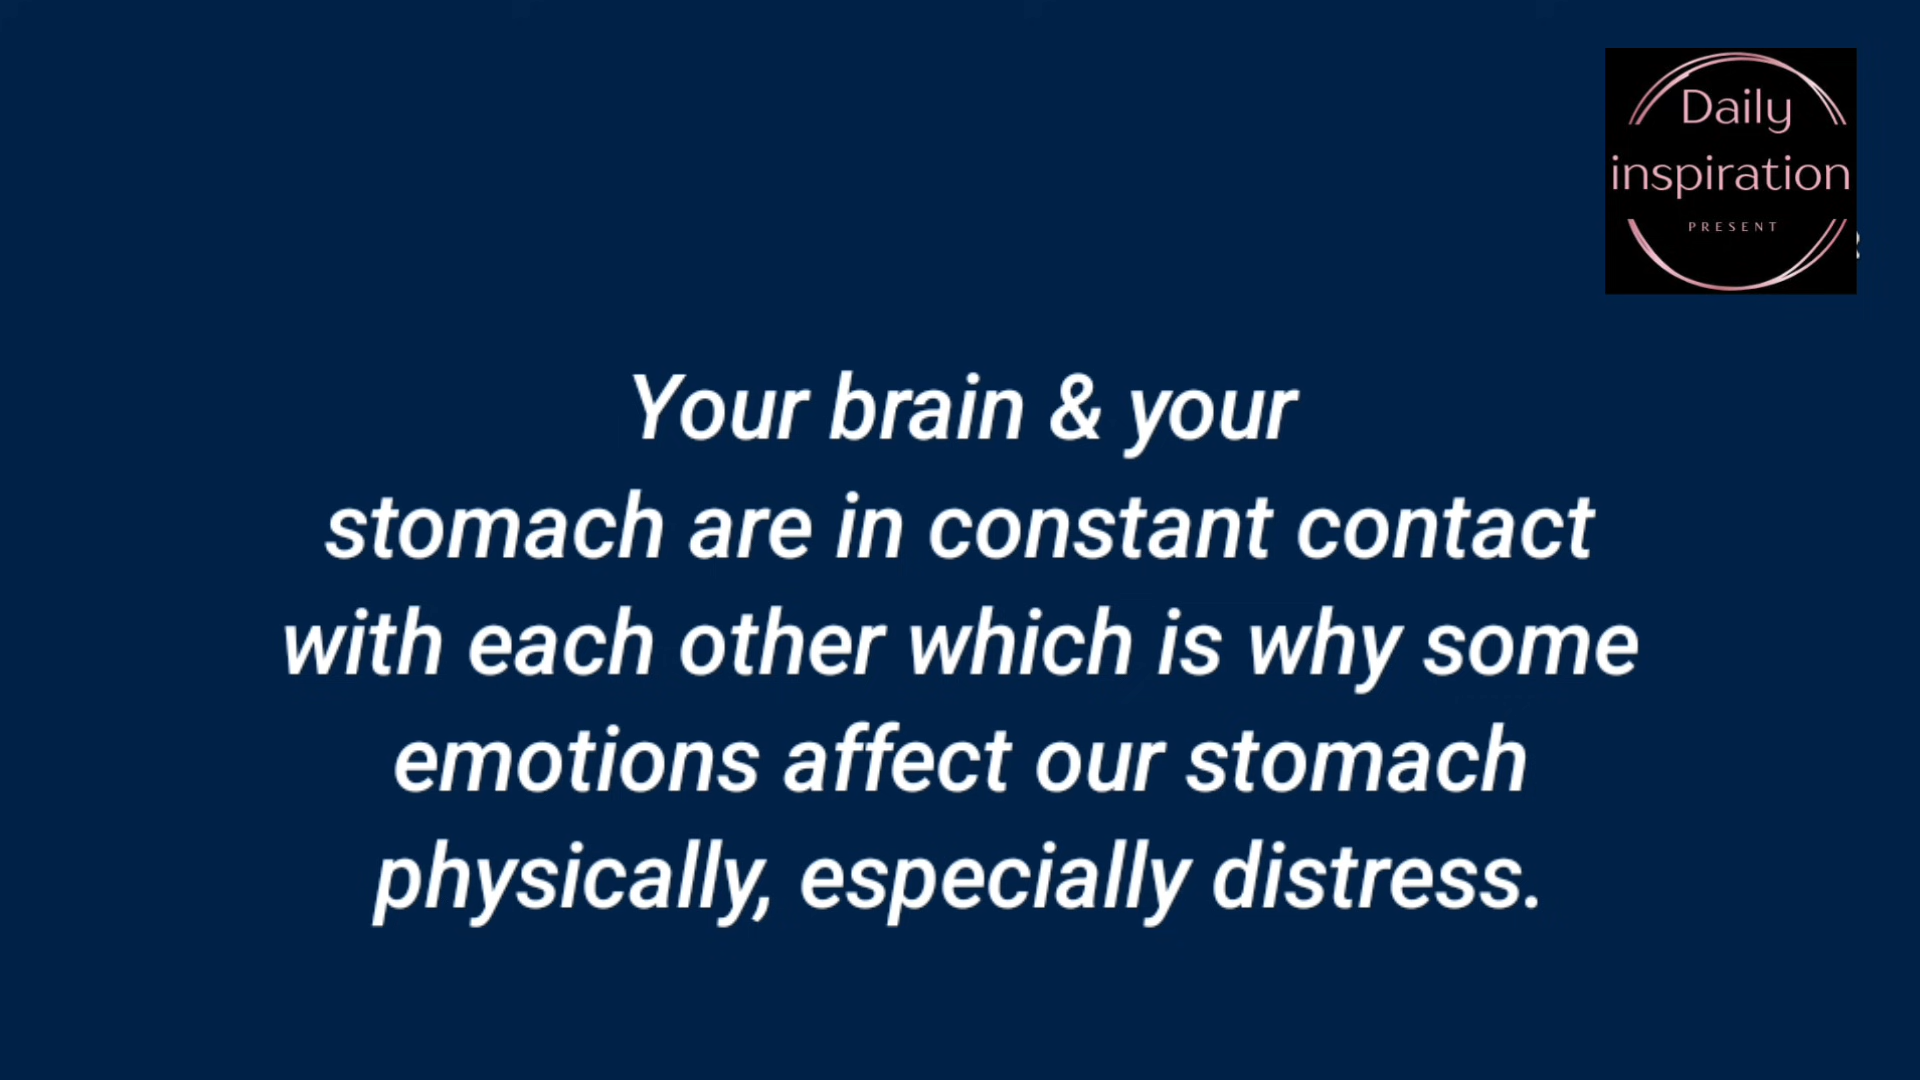 Daily
inspiration
PRESENT
Your brain & your
stomach are in constant contact
with each other which is why some
emotions affect our stomach
physically, especially distress.